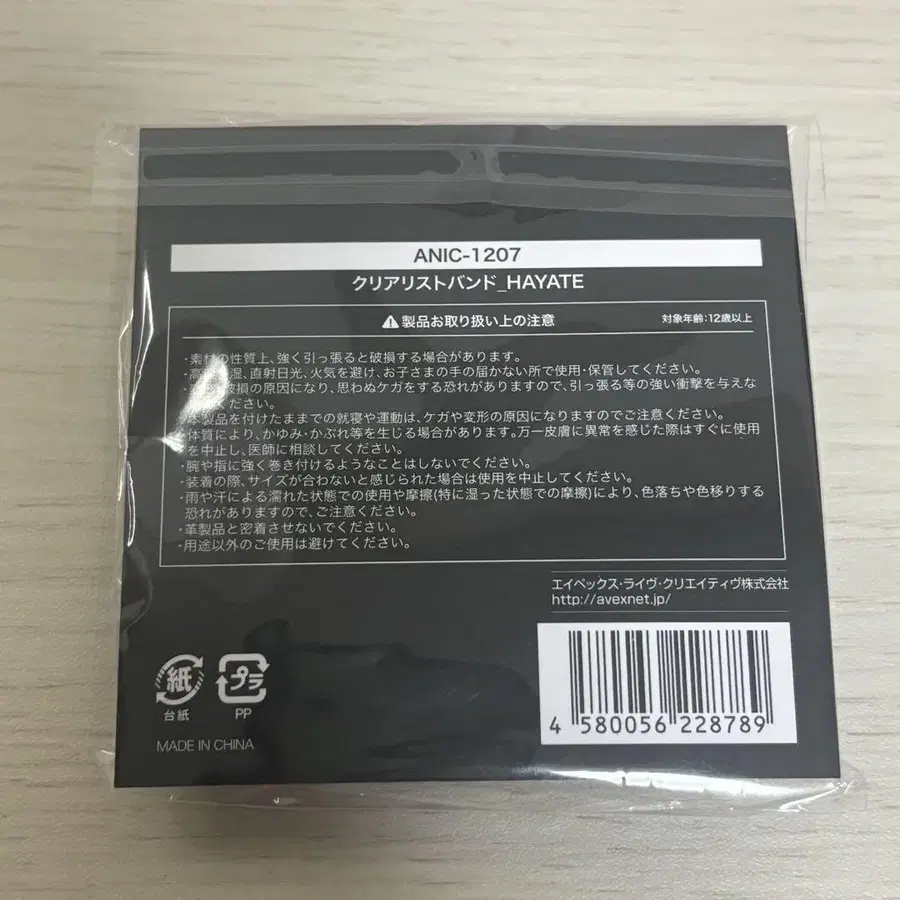 ANIC-1207
クリアリストバンド_HAYATE
製品お取り扱い上の注意 対象年齢:12歳以上
・素材の性質上、強く引っ張ると破損する場合があります。
湿、直射日光、火気を避け、お子さまの手の届かない所で使用・保管してください。
破損の原因になり、思わぬケガをする恐れがありますので、引っ張る等の強い衝撃を与えな
ください。
・本製品を付けたままでの就寝や運動は、ケガや変形の原因になりますのでご注意ください。
・体質により、かゆみ・かぶれ等を生じる場合があります。万一皮膚に異常を感じた際はすぐに使用
を中止し、医師に相談してください。
・腕や指に強く巻き付けるようなことはしないでください。
・装着の際、サイズが合わないと感じられた場合は使用を中止してください。
・雨や汗による濡れた状態での使用や摩擦(特に湿った状態での摩擦)により、色落ちや色移りする
恐れがありますので、ご注意ください。
・革製品と密着させないでください。
・用途以外のご使用は避けてください。
エイベックス・ライヴ・クリエイティヴ株式会社
http://avexnet.jp/
紙 プラ
台紙 PP
MADE IN CHINA
4 580056 228789